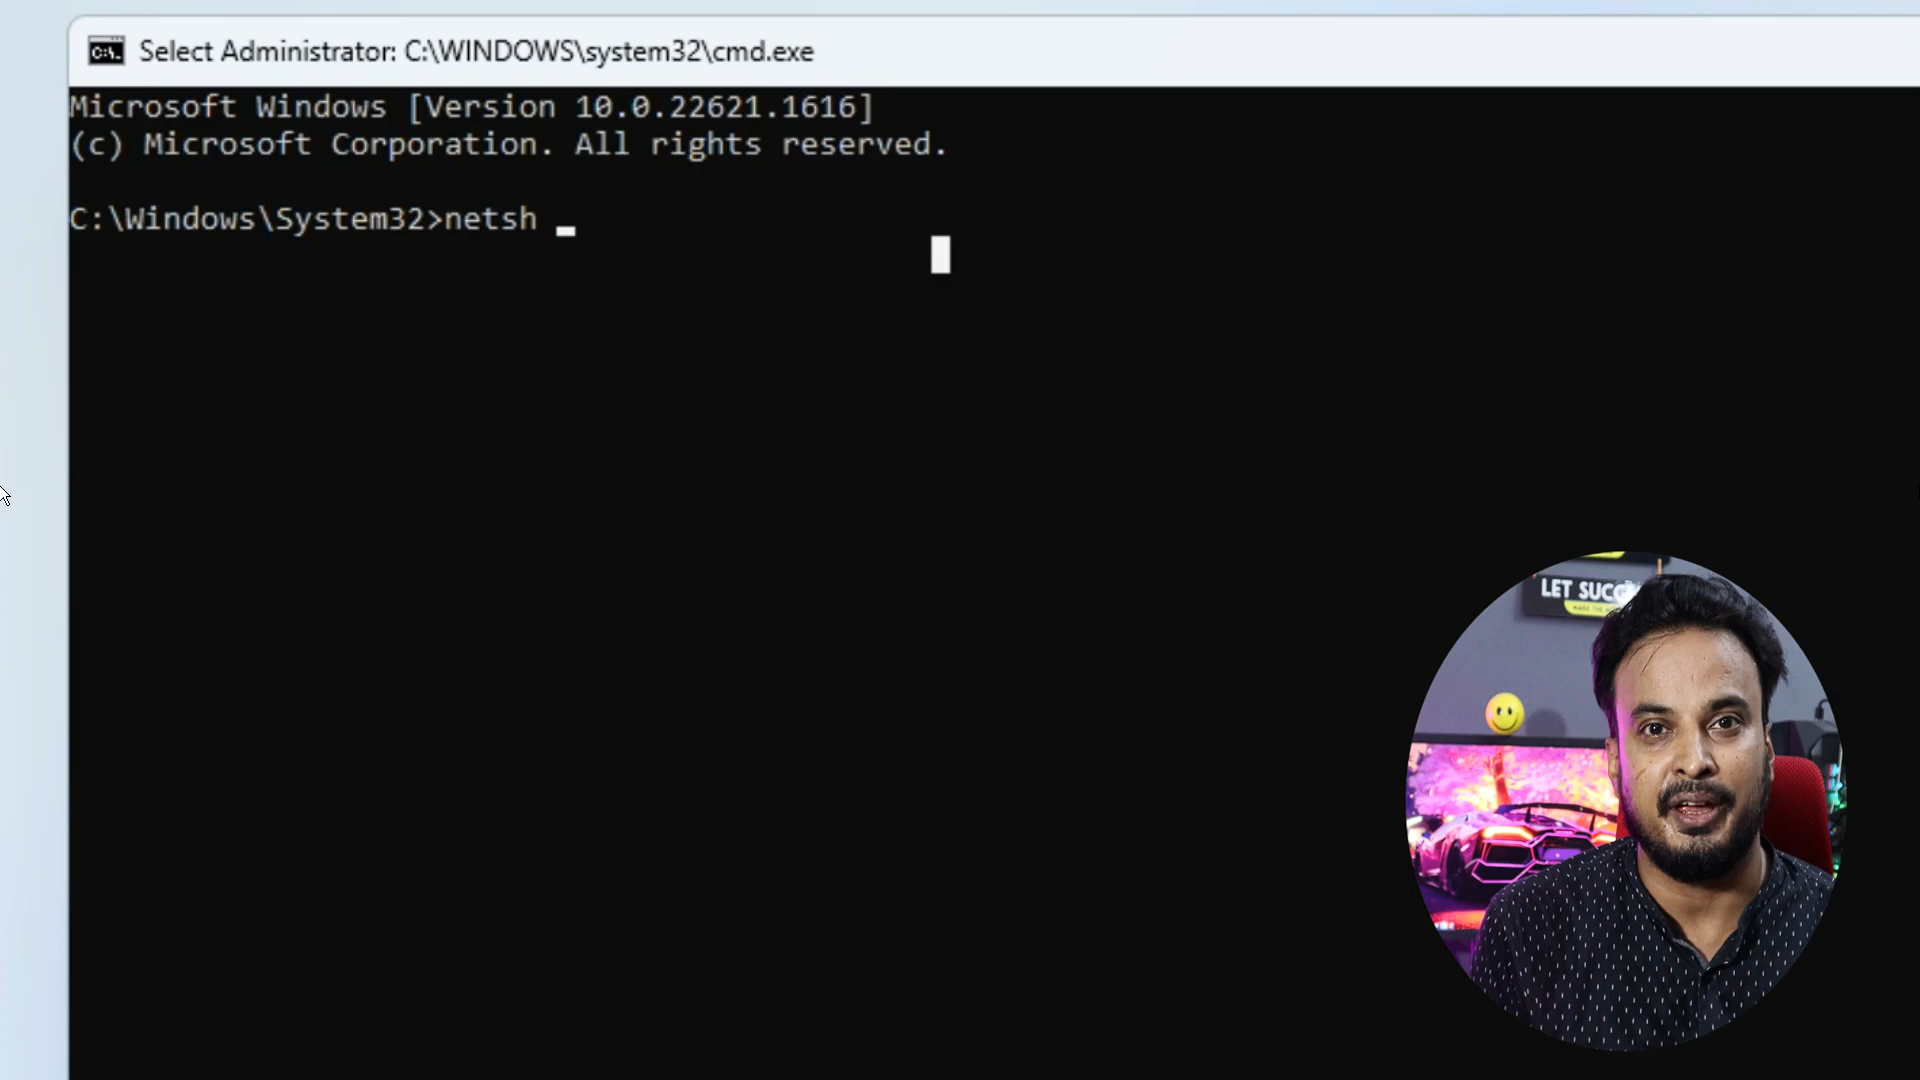 Select Administrator: C:\WINDOWS\system32\cmd.exe
Microsoft Windows [Version 10.0.22621.1616]
(c) Microsoft Corporation. All rights reserved.
C:\Windows\System32>netsh
LET